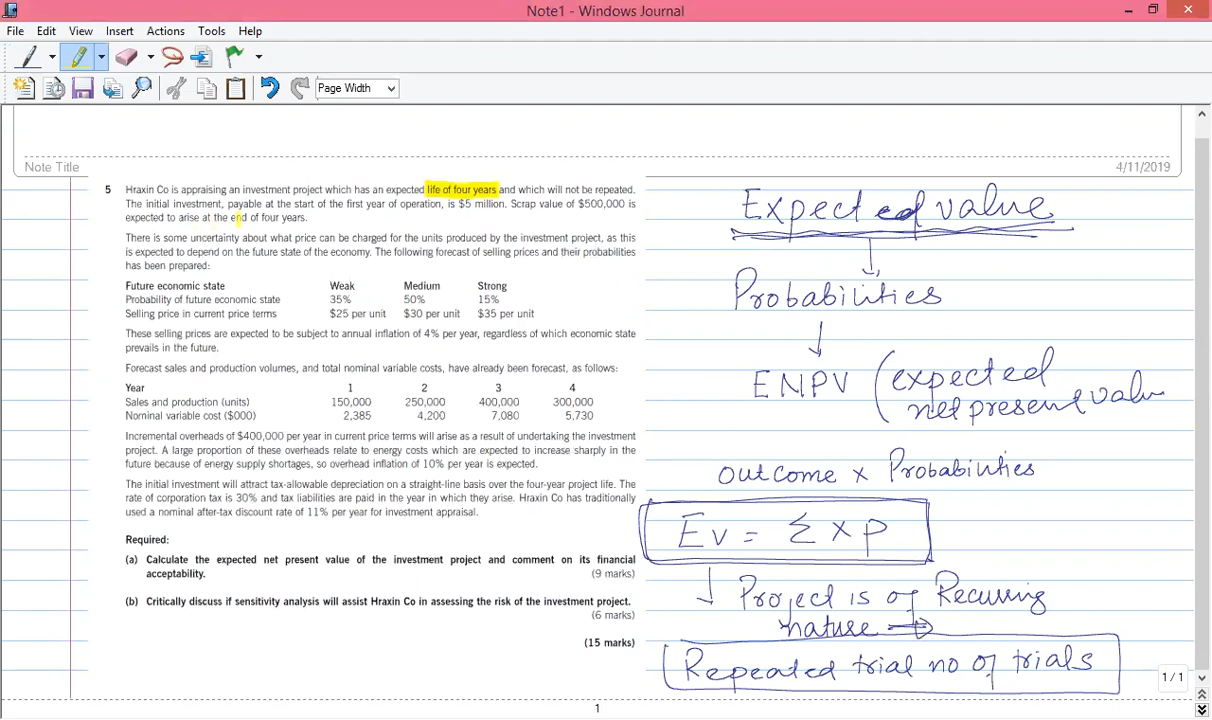 Note1 - Windows Journal
File Edit View Insert Actions Tools Help
Page Width
Note Title
4/11/2019
5 Hraxin Co is appraising an investment project which has an expected life of four years and which will not be repeated.
The initial investment, payable at the start of the first year of operation, is $5 million. Scrap value of $500,000 is
expected to arise at the end of four years.
There is some uncertainty about what price can be charged for the units produced by the investment project, as this
is expected to depend on the future state of the economy. The following forecast of selling prices and their probabilities
has been prepared:
Future economic state Weak Medium Strong
Probability of future economic state 35% 50% 15%
Selling price in current price terms $25 per unit $30 per unit $35 per unit
These selling prices are expected to be subject to annual inflation of 4% per year, regardless of which economic state
prevails in the future.
Forecast sales and production volumes, and total nominal variable costs, have already been forecast, as follows:
Year 1 2 3 4
Sales and production (units) 150,000 250,000 400,000 300,000
Nominal variable cost ($000) 2,385 4,200 7,080 5,730
Incremental overheads of $400,000 per year in current price terms will arise as a result of undertaking the investment
project. A large proportion of these overheads relate to energy costs which are expected to increase sharply in the
future because of energy supply shortages, so overhead inflation of 10% per year is expected.
The initial investment will attract tax-allowable depreciation on a straight-line basis over the four-year project life. The
rate of corporation tax is 30% and tax liabilities are paid in the year in which they arise. Hraxin Co has traditionally
used a nominal after-tax discount rate of 11% per year for investment appraisal.
Required:
(a) Calculate the expected net present value of the investment project and comment on its financial
acceptability. (9 marks)
(b) Critically discuss if sensitivity analysis will assist Hraxin Co in assessing the risk of the investment project.
(6 marks)
(15 marks)
Expected value
Probabilities
ENPV (expected
net present value
outcome x Probabilities
Ev = Σ x p
Project is of Recurring
nature
Repeated trial no of trials
1 / 1
1